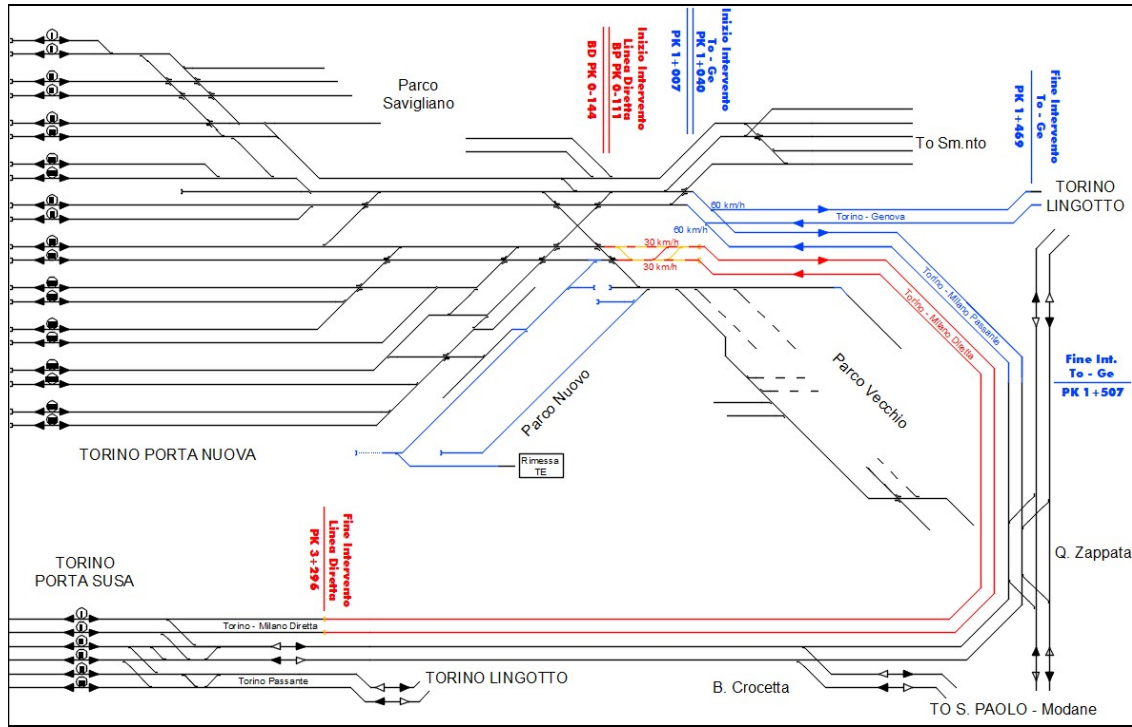 Inizio Intervento
Linea Diretta
BP PK 0-111
BD PK 0-144
Inizio Intervento
To - Ge
PK 1+040
PK 1+007
Fine Intervento
To - Ge
PK 1+469
Parco
Savigliano
To Sm.nto
TORINO
LINGOTTO
60 km/h
Torino - Genova
60 km/h
30 km/h
30 km/h
Torino - Milano Passante
Torino - Milano Diretta
Fine Int.
To - Ge
PK 1+507
Parco Nuovo
Parco Vecchio
TORINO PORTA NUOVA
Rimessa
TE
Fine Intervento
Linea Diretta
PK 3+296
TORINO
PORTA SUSA
Q. Zappata
Torino - Milano Diretta
Torino Passante
TORINO LINGOTTO
B. Crocetta
TO S. PAOLO - Modane